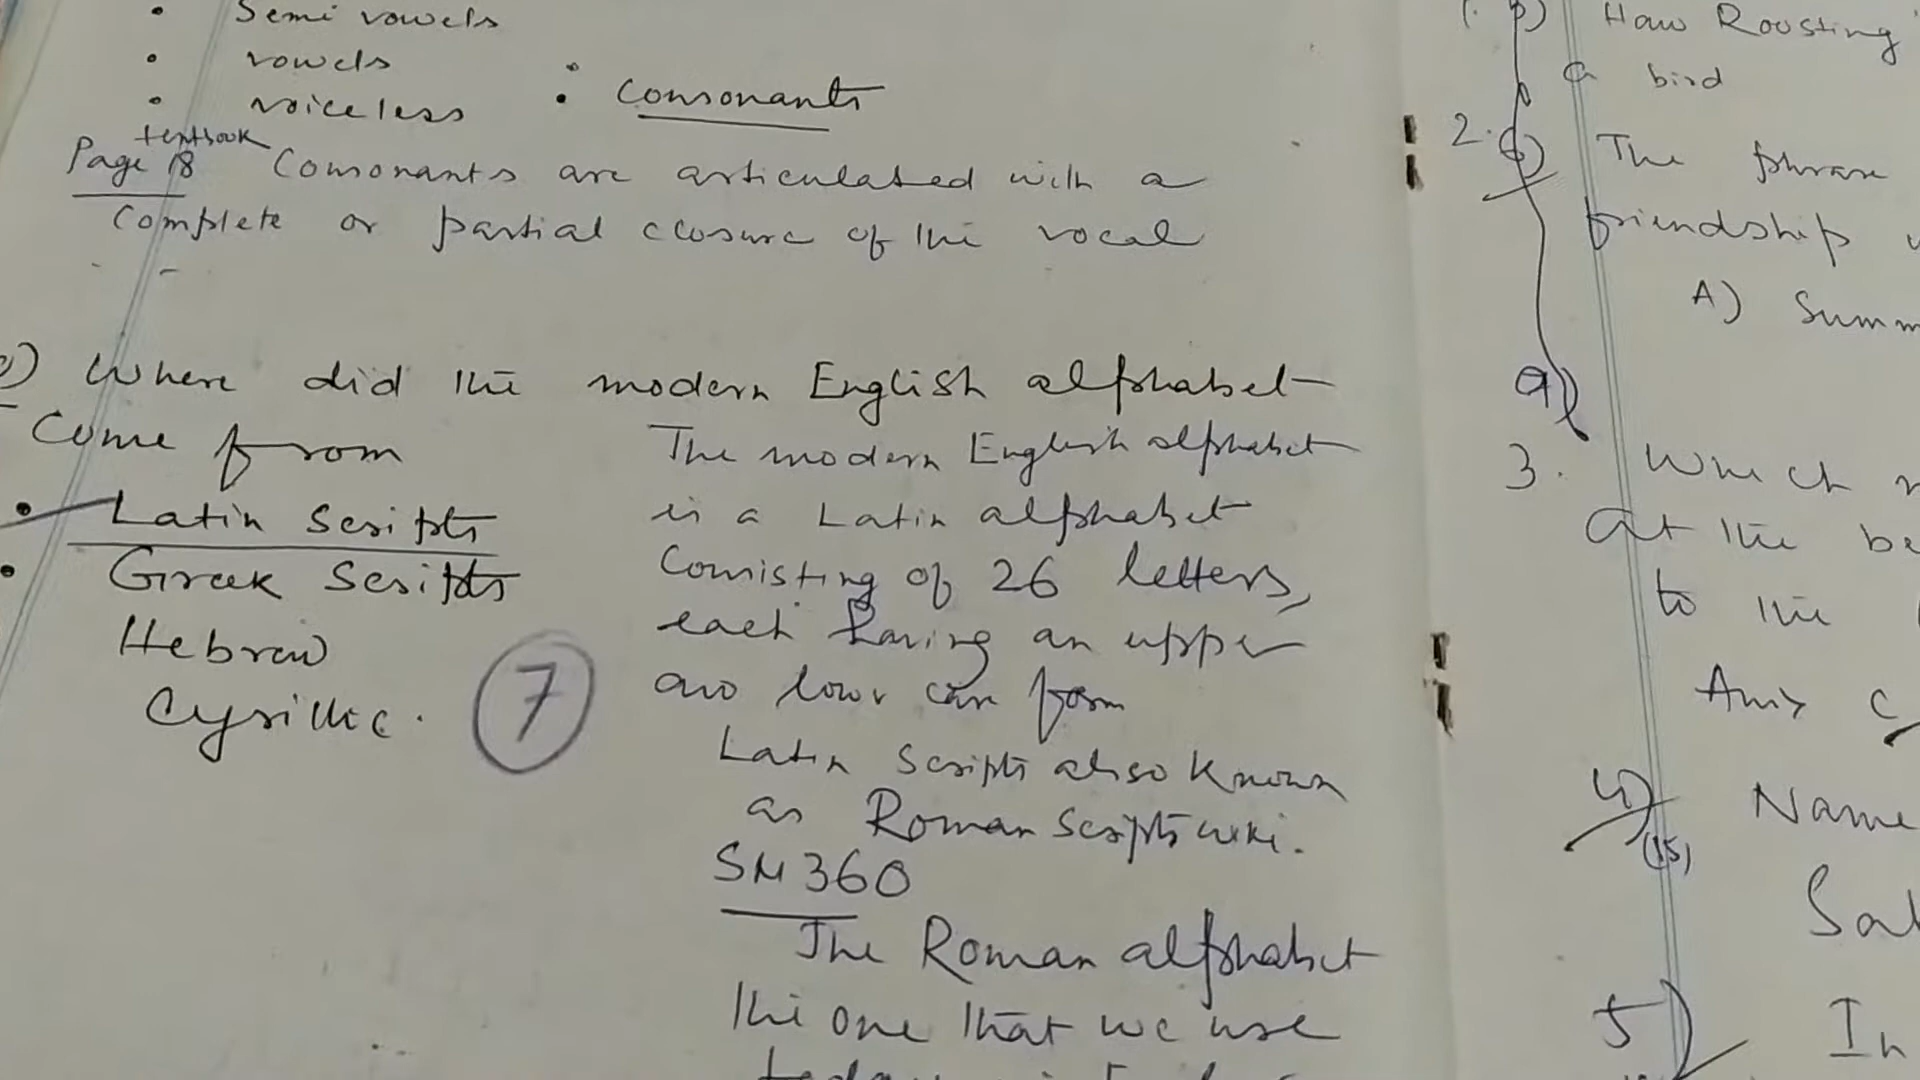 • Semi vowels
• vowels
• voiceless
• Consonants
textbook
Page 18 Consonants are articulated with a
complete or partial closure of the vocal
Where did the modern English alphabet
Come from
• Latin scripts
• Greek scripts
Hebrew
Cyrillic.
7
The modern English alphabet
is a Latin alphabet
Consisting of 26 letters,
each having an upper
and lower case form
Latin scripts also known
as Roman scripts wiki.
SM 360
The Roman alphabet
the one that we use
How Roosting
a bird
2.
The phrase
friendship
A) Summ
a)
3. Which
at the be
to the
Ans C
4) Name
(15)
Sal
5) In